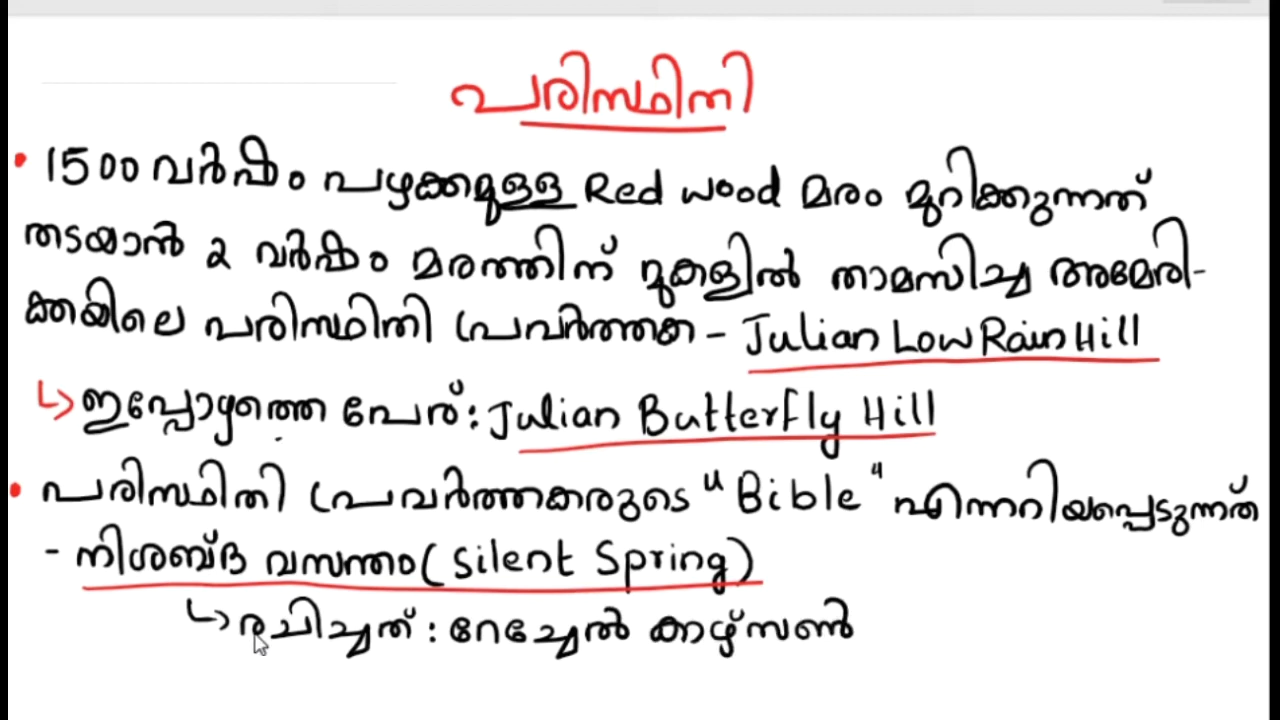 പരിസ്ഥിതി
• 1500 വർഷം പഴക്കമുള്ള Red wood മരം മുറിക്കുന്നത്
തടയാൻ 2 വർഷം മരത്തിന് മുകളിൽ താമസിച്ച അമേരി-
ക്കയിലെ പരിസ്ഥിതി പ്രവർത്തക - Julian Low Rain Hill
↳ ഇപ്പോഴത്തെ പേര് : Julian Butterfly Hill
• പരിസ്ഥിതി പ്രവർത്തകരുടെ "Bible" എന്നറിയപ്പെടുന്നത്
- നിശബ്ദ വസന്തം (Silent Spring)
↳ രചിച്ചത് : റേച്ചേൽ കാഴ്സൺ